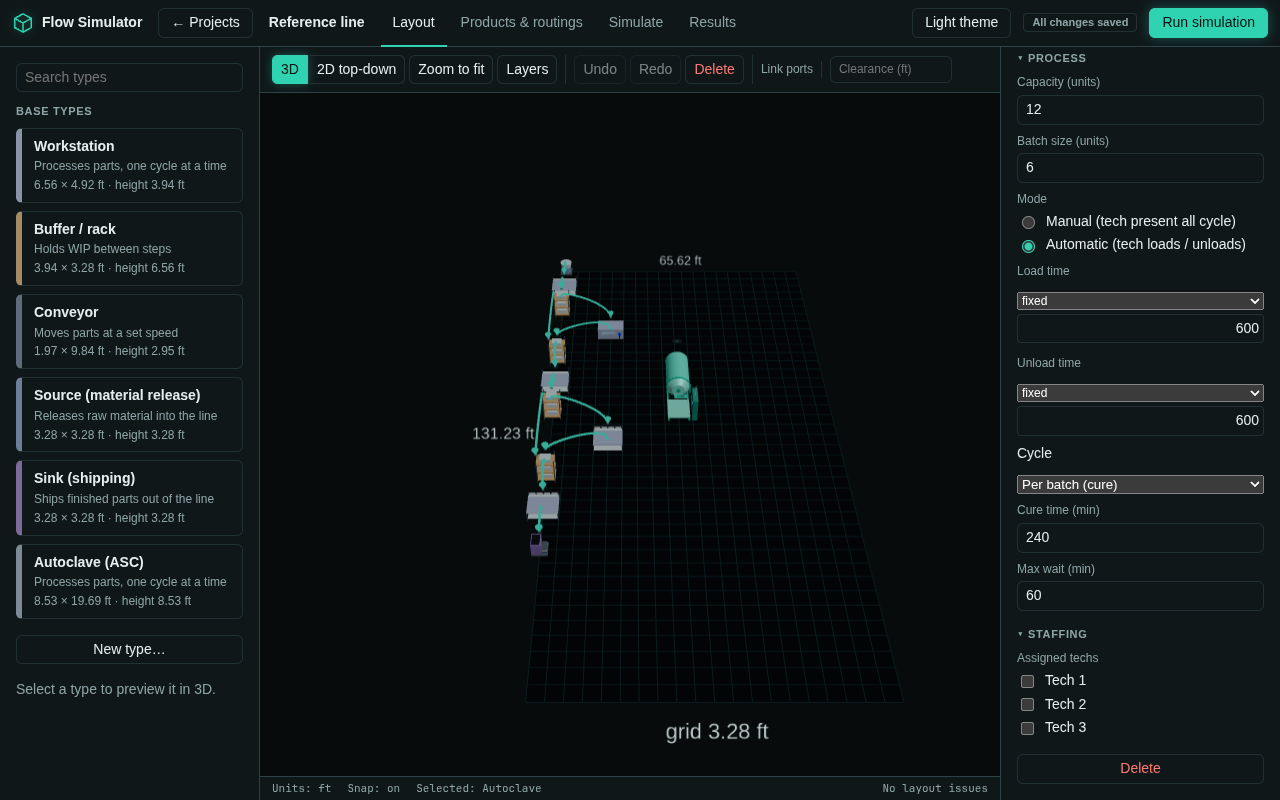 Flow Simulator
← Projects
Reference line
Layout
Products & routings
Simulate
Results
Light theme
All changes saved
Run simulation
Search types
BASE TYPES
Workstation
Processes parts, one cycle at a time
6.56 × 4.92 ft · height 3.94 ft
Buffer / rack
Holds WIP between steps
3.94 × 3.28 ft · height 6.56 ft
Conveyor
Moves parts at a set speed
1.97 × 9.84 ft · height 2.95 ft
Source (material release)
Releases raw material into the line
3.28 × 3.28 ft · height 3.28 ft
Sink (shipping)
Ships finished parts out of the line
3.28 × 3.28 ft · height 3.28 ft
Autoclave (ASC)
Processes parts, one cycle at a time
8.53 × 19.69 ft · height 8.53 ft
New type…
Select a type to preview it in 3D.
3D
2D top-down
Zoom to fit
Layers
Undo
Redo
Delete
Link ports
Clearance (ft)
65.62 ft
131.23 ft
grid 3.28 ft
Units: ft
Snap: on
Selected: Autoclave
No layout issues
▾ PROCESS
Capacity (units)
12
Batch size (units)
6
Mode
Manual (tech present all cycle)
Automatic (tech loads / unloads)
Load time
fixed
600
Unload time
fixed
600
Cycle
Per batch (cure)
Cure time (min)
240
Max wait (min)
60
▾ STAFFING
Assigned techs
Tech 1
Tech 2
Tech 3
Delete